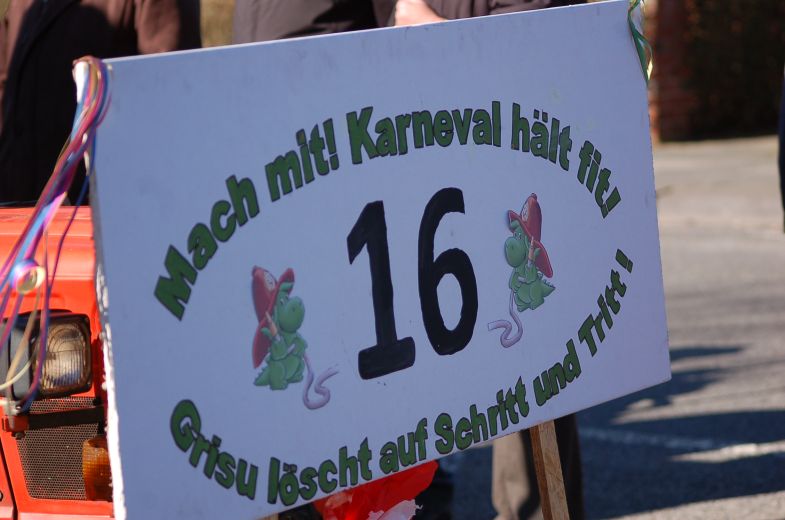 Mach mit! Karneval hält fit!
16
Grisu löscht auf Schritt und Tritt!